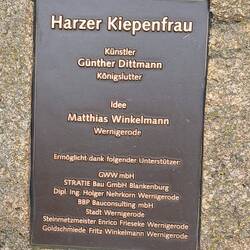 Harzer Kiepenfrau
Künstler
Günther Dittmann
Königslutter
Idee
Matthias Winkelmann
Wernigerode
Ermöglicht dank folgender Unterstützer:
GWW mbH
STRATIE Bau GmbH Blankenburg
Dipl. Ing. Holger Nehrkorn Wernigerode
BBP Bauconsulting mbH
Stadt Wernigerode
Steinmetzmeister Enrico Frieseke Wernigerode
Goldschmiede Fritz Winkelmann Wernigerode